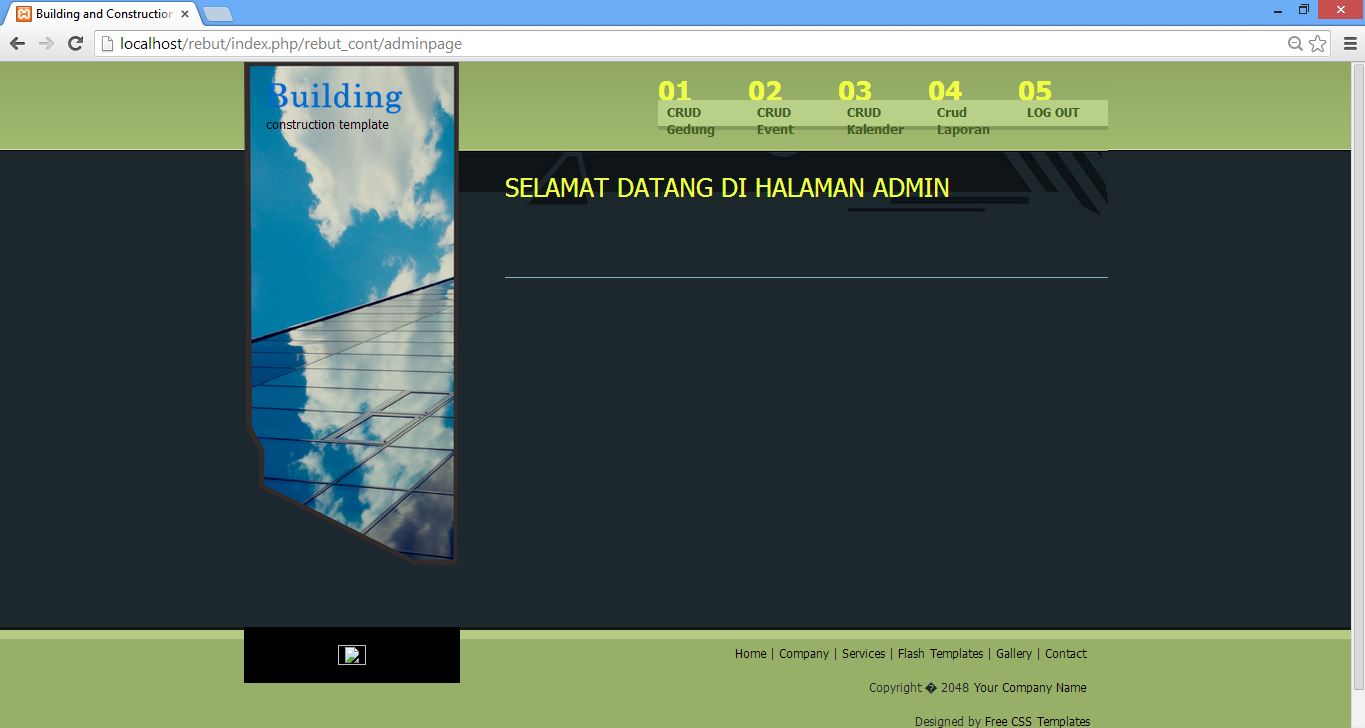 Building and Construction
localhost/rebut/index.php/rebut_cont/adminpage
Building
construction template
01 02 03 04 05
CRUD Gedung
CRUD Event
CRUD Kalender
Crud Laporan
LOG OUT
SELAMAT DATANG DI HALAMAN ADMIN
Home | Company | Services | Flash Templates | Gallery | Contact
Copyright � 2048 Your Company Name
Designed by Free CSS Templates